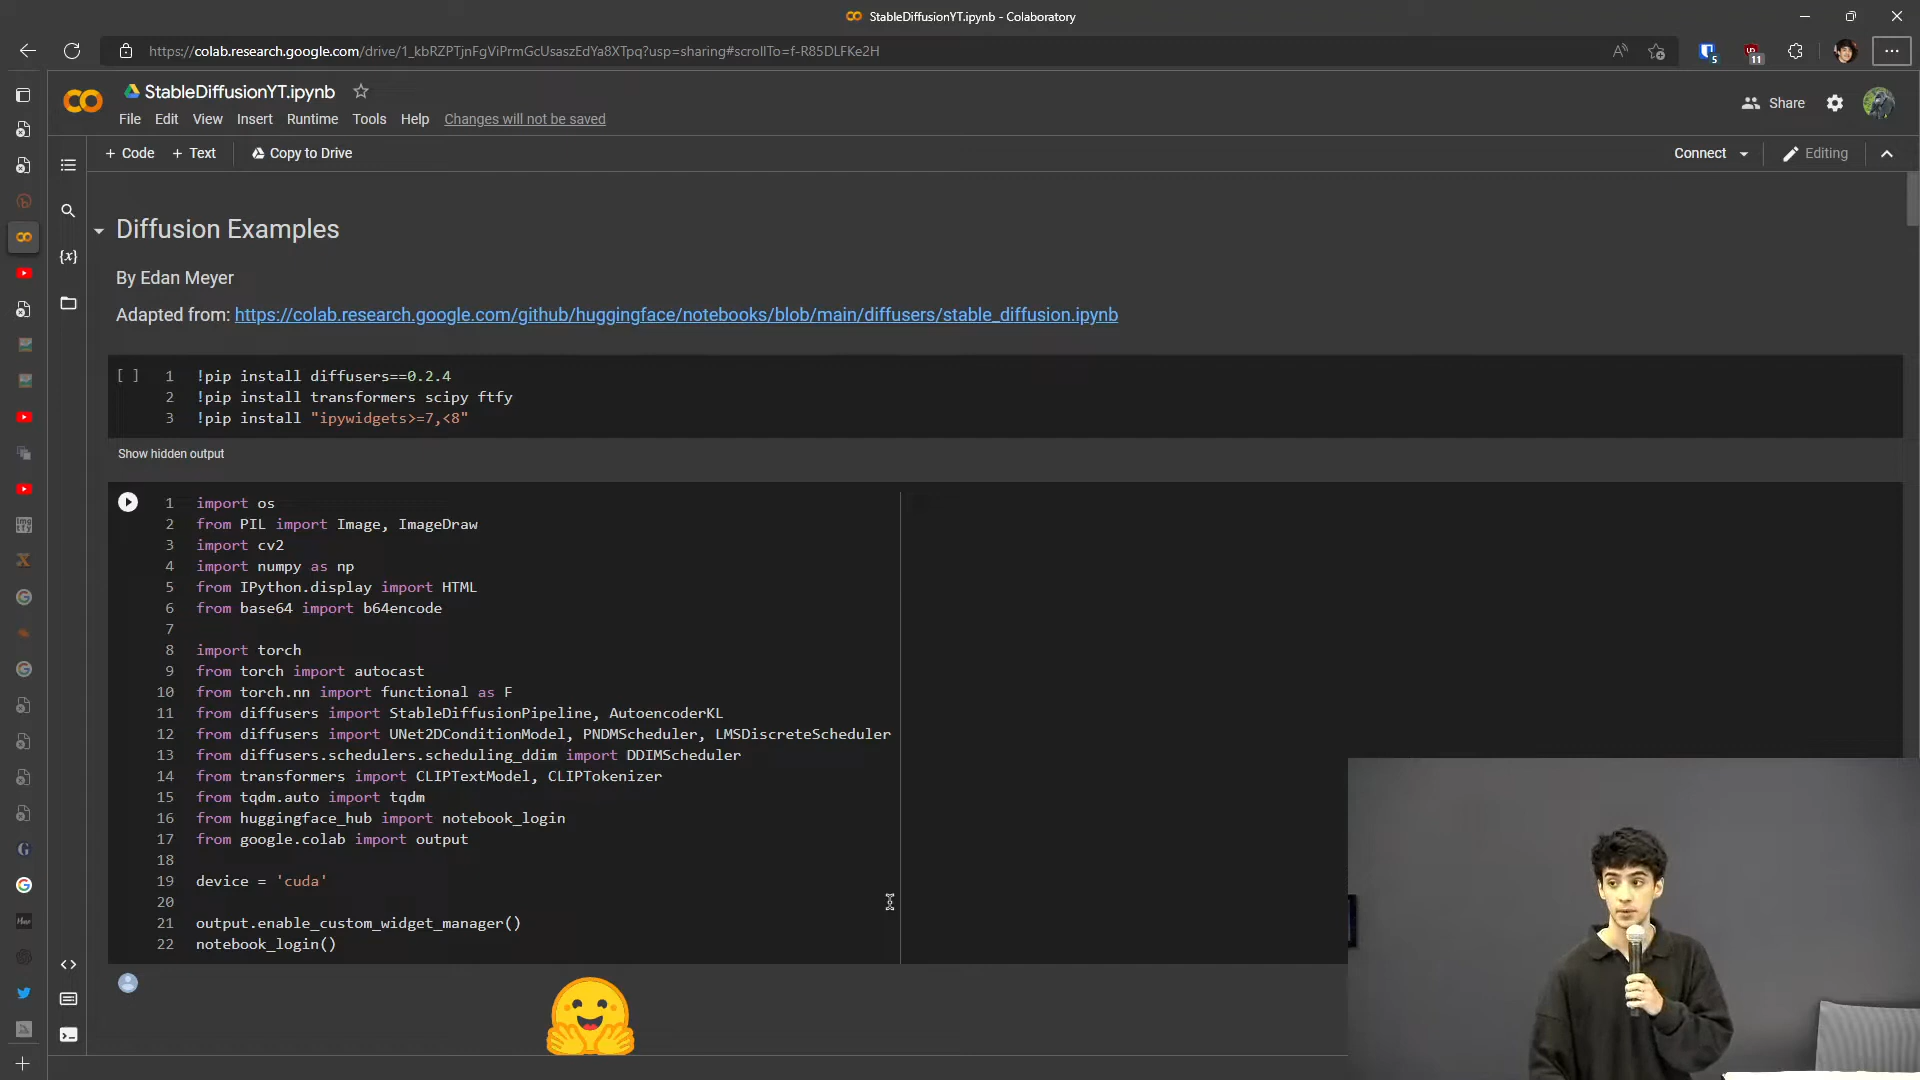 StableDiffusionYT.ipynb - Colaboratory
https://colab.research.google.com/drive/1_kbRZPTjnFgViPrmGcUsaszEdYa8XTpq?usp=sharing#scrollTo=f-R85DLFKe2H
5
11
StableDiffusionYT.ipynb
File Edit View Insert Runtime Tools Help Changes will not be saved
Share
+ Code + Text Copy to Drive
Connect Editing
Diffusion Examples
By Edan Meyer
Adapted from: https://colab.research.google.com/github/huggingface/notebooks/blob/main/diffusers/stable_diffusion.ipynb
[ ] 1 !pip install diffusers==0.2.4
2 !pip install transformers scipy ftfy
3 !pip install "ipywidgets>=7,<8"
Show hidden output
1 import os
2 from PIL import Image, ImageDraw
3 import cv2
4 import numpy as np
5 from IPython.display import HTML
6 from base64 import b64encode
7
8 import torch
9 from torch import autocast
10 from torch.nn import functional as F
11 from diffusers import StableDiffusionPipeline, AutoencoderKL
12 from diffusers import UNet2DConditionModel, PNDMScheduler, LMSDiscreteScheduler
13 from diffusers.schedulers.scheduling_ddim import DDIMScheduler
14 from transformers import CLIPTextModel, CLIPTokenizer
15 from tqdm.auto import tqdm
16 from huggingface_hub import notebook_login
17 from google.colab import output
18
19 device = 'cuda'
20
21 output.enable_custom_widget_manager()
22 notebook_login()